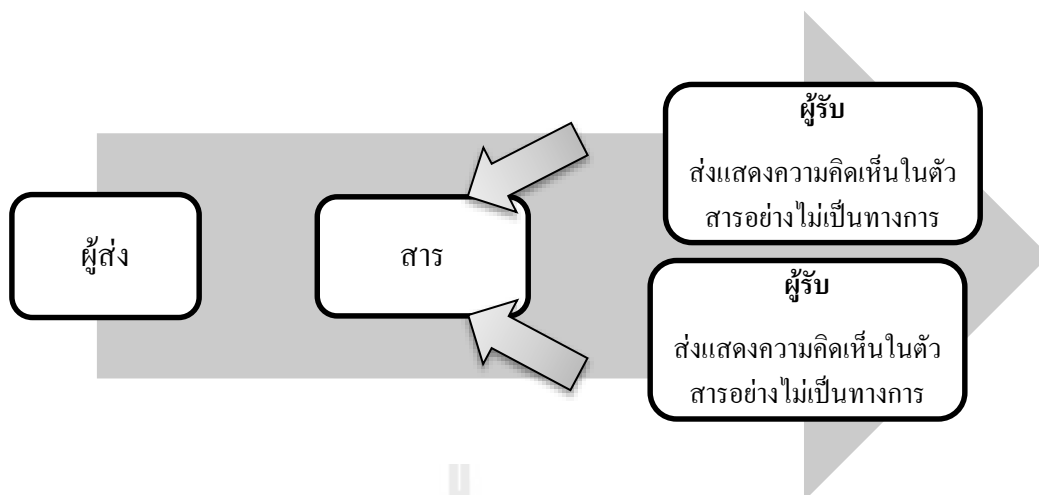 ผู้ส่ง
สาร
ผู้รับ
ส่งแสดงความคิดเห็นในตัว
สารอย่างไม่เป็นทางการ
ผู้รับ
ส่งแสดงความคิดเห็นในตัว
สารอย่างไม่เป็นทางการ